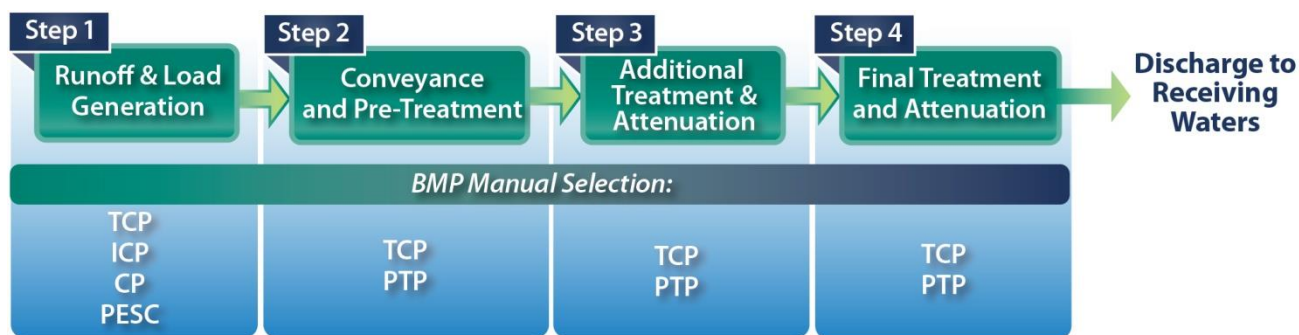 Step 1
Runoff & Load
Generation
Step 2
Conveyance
and Pre-Treatment
Step 3
Additional
Treatment &
Attenuation
Step 4
Final Treatment
and Attenuation
Discharge to
Receiving
Waters
BMP Manual Selection:
TCP
ICP
CP
PESC
TCP
PTP
TCP
PTP
TCP
PTP